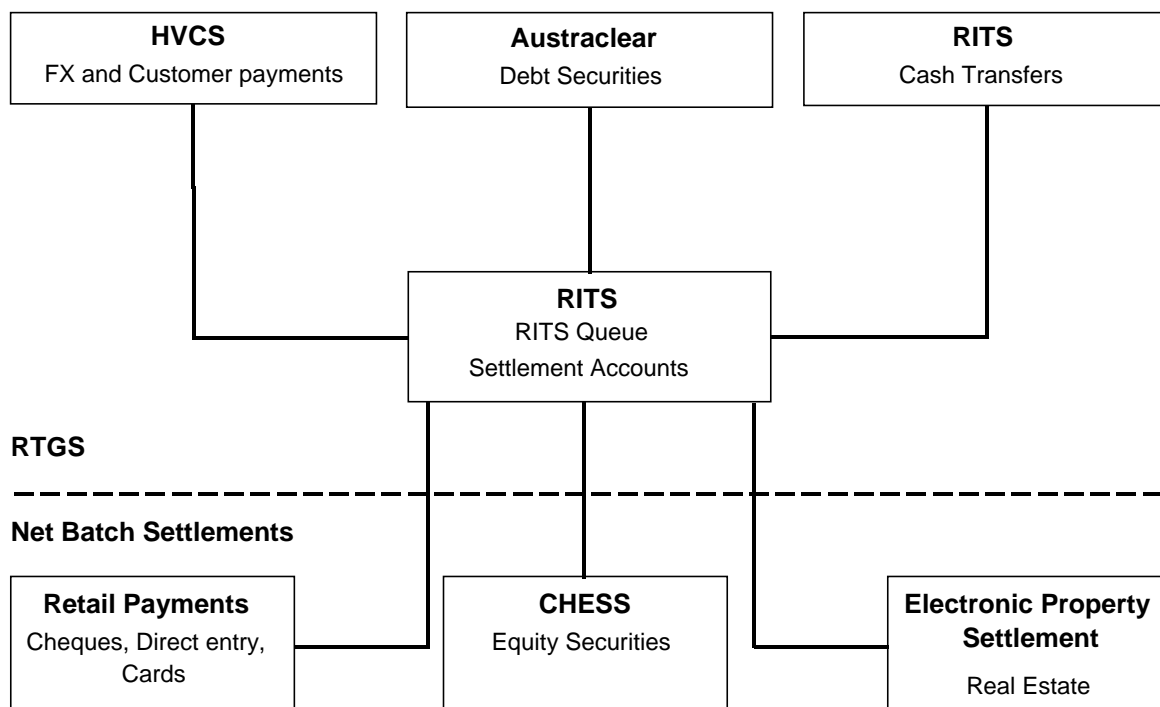 HVCS
FX and Customer payments
Austraclear
Debt Securities
RITS
Cash Transfers
RITS
RITS Queue
Settlement Accounts
RTGS
Net Batch Settlements
Retail Payments
Cheques, Direct entry,
Cards
CHESS
Equity Securities
Electronic Property
Settlement
Real Estate